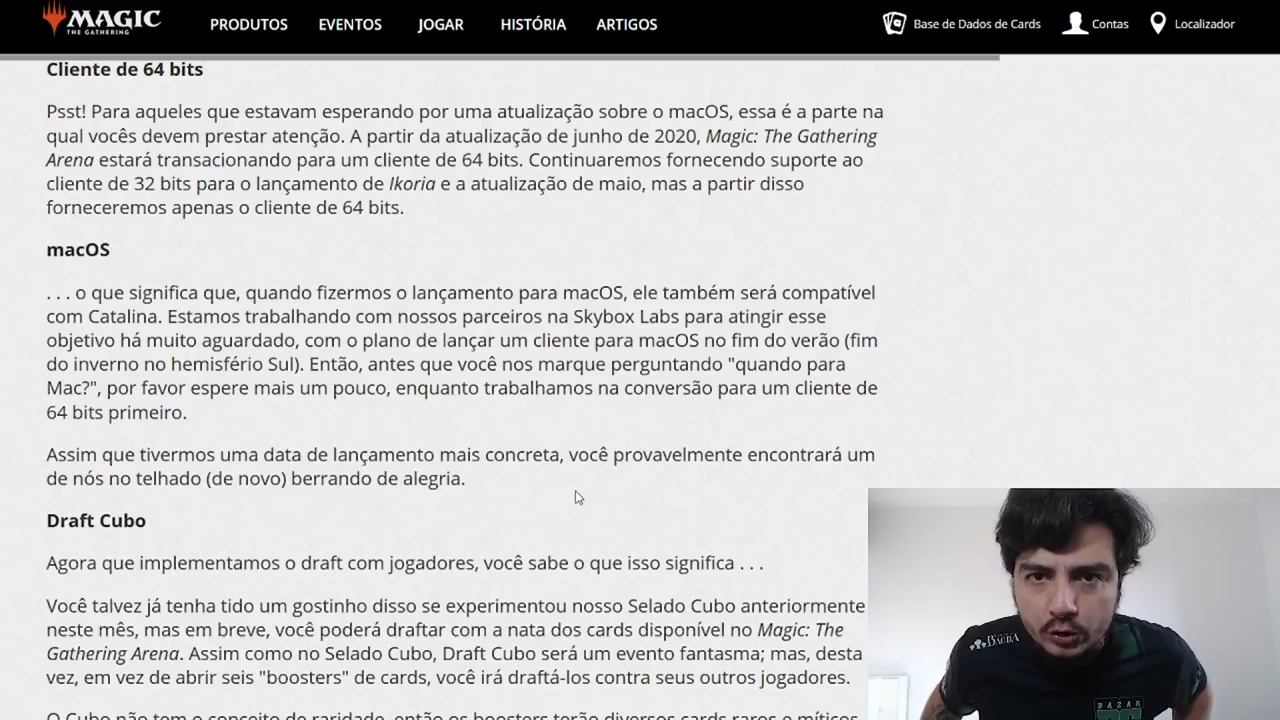 MAGIC
THE GATHERING
PRODUTOS EVENTOS JOGAR HISTÓRIA ARTIGOS Base de Dados de Cards Contas Localizador
Cliente de 64 bits
Psst! Para aqueles que estavam esperando por uma atualização sobre o macOS, essa é a parte na
qual vocês devem prestar atenção. A partir da atualização de junho de 2020, Magic: The Gathering
Arena estará transacionando para um cliente de 64 bits. Continuaremos fornecendo suporte ao
cliente de 32 bits para o lançamento de Ikoria e a atualização de maio, mas a partir disso
forneceremos apenas o cliente de 64 bits.
macOS
. . . o que significa que, quando fizermos o lançamento para macOS, ele também será compatível
com Catalina. Estamos trabalhando com nossos parceiros na Skybox Labs para atingir esse
objetivo há muito aguardado, com o plano de lançar um cliente para macOS no fim do verão (fim
do inverno no hemisfério Sul). Então, antes que você nos marque perguntando "quando para
Mac?", por favor espere mais um pouco, enquanto trabalhamos na conversão para um cliente de
64 bits primeiro.
Assim que tivermos uma data de lançamento mais concreta, você provavelmente encontrará um
de nós no telhado (de novo) berrando de alegria.
Draft Cubo
Agora que implementamos o draft com jogadores, você sabe o que isso significa . . .
Você talvez já tenha tido um gostinho disso se experimentou nosso Selado Cubo anteriormente
neste mês, mas em breve, você poderá draftar com a nata dos cards disponível no Magic: The
Gathering Arena. Assim como no Selado Cubo, Draft Cubo será um evento fantasma; mas, desta
vez, em vez de abrir seis "boosters" de cards, você irá draftá-los contra seus outros jogadores.
O Cubo não tem o conceito de raridade, então os boosters terão diversos cards raros e míticos
BAZAR